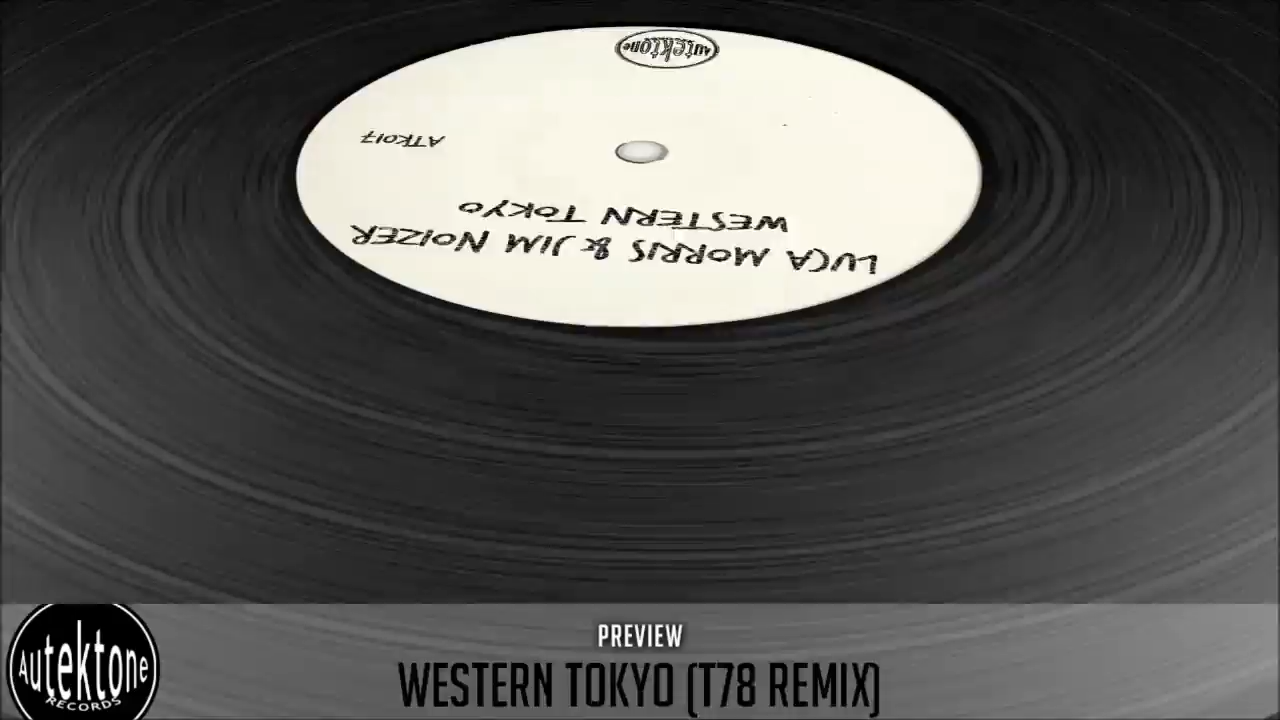 Autektone
ATK017
WESTERN TOKYO
LUCA MORRIS & JIM NOIZER
PREVIEW
WESTERN TOKYO (T78 REMIX)
Autektone
RECORDS